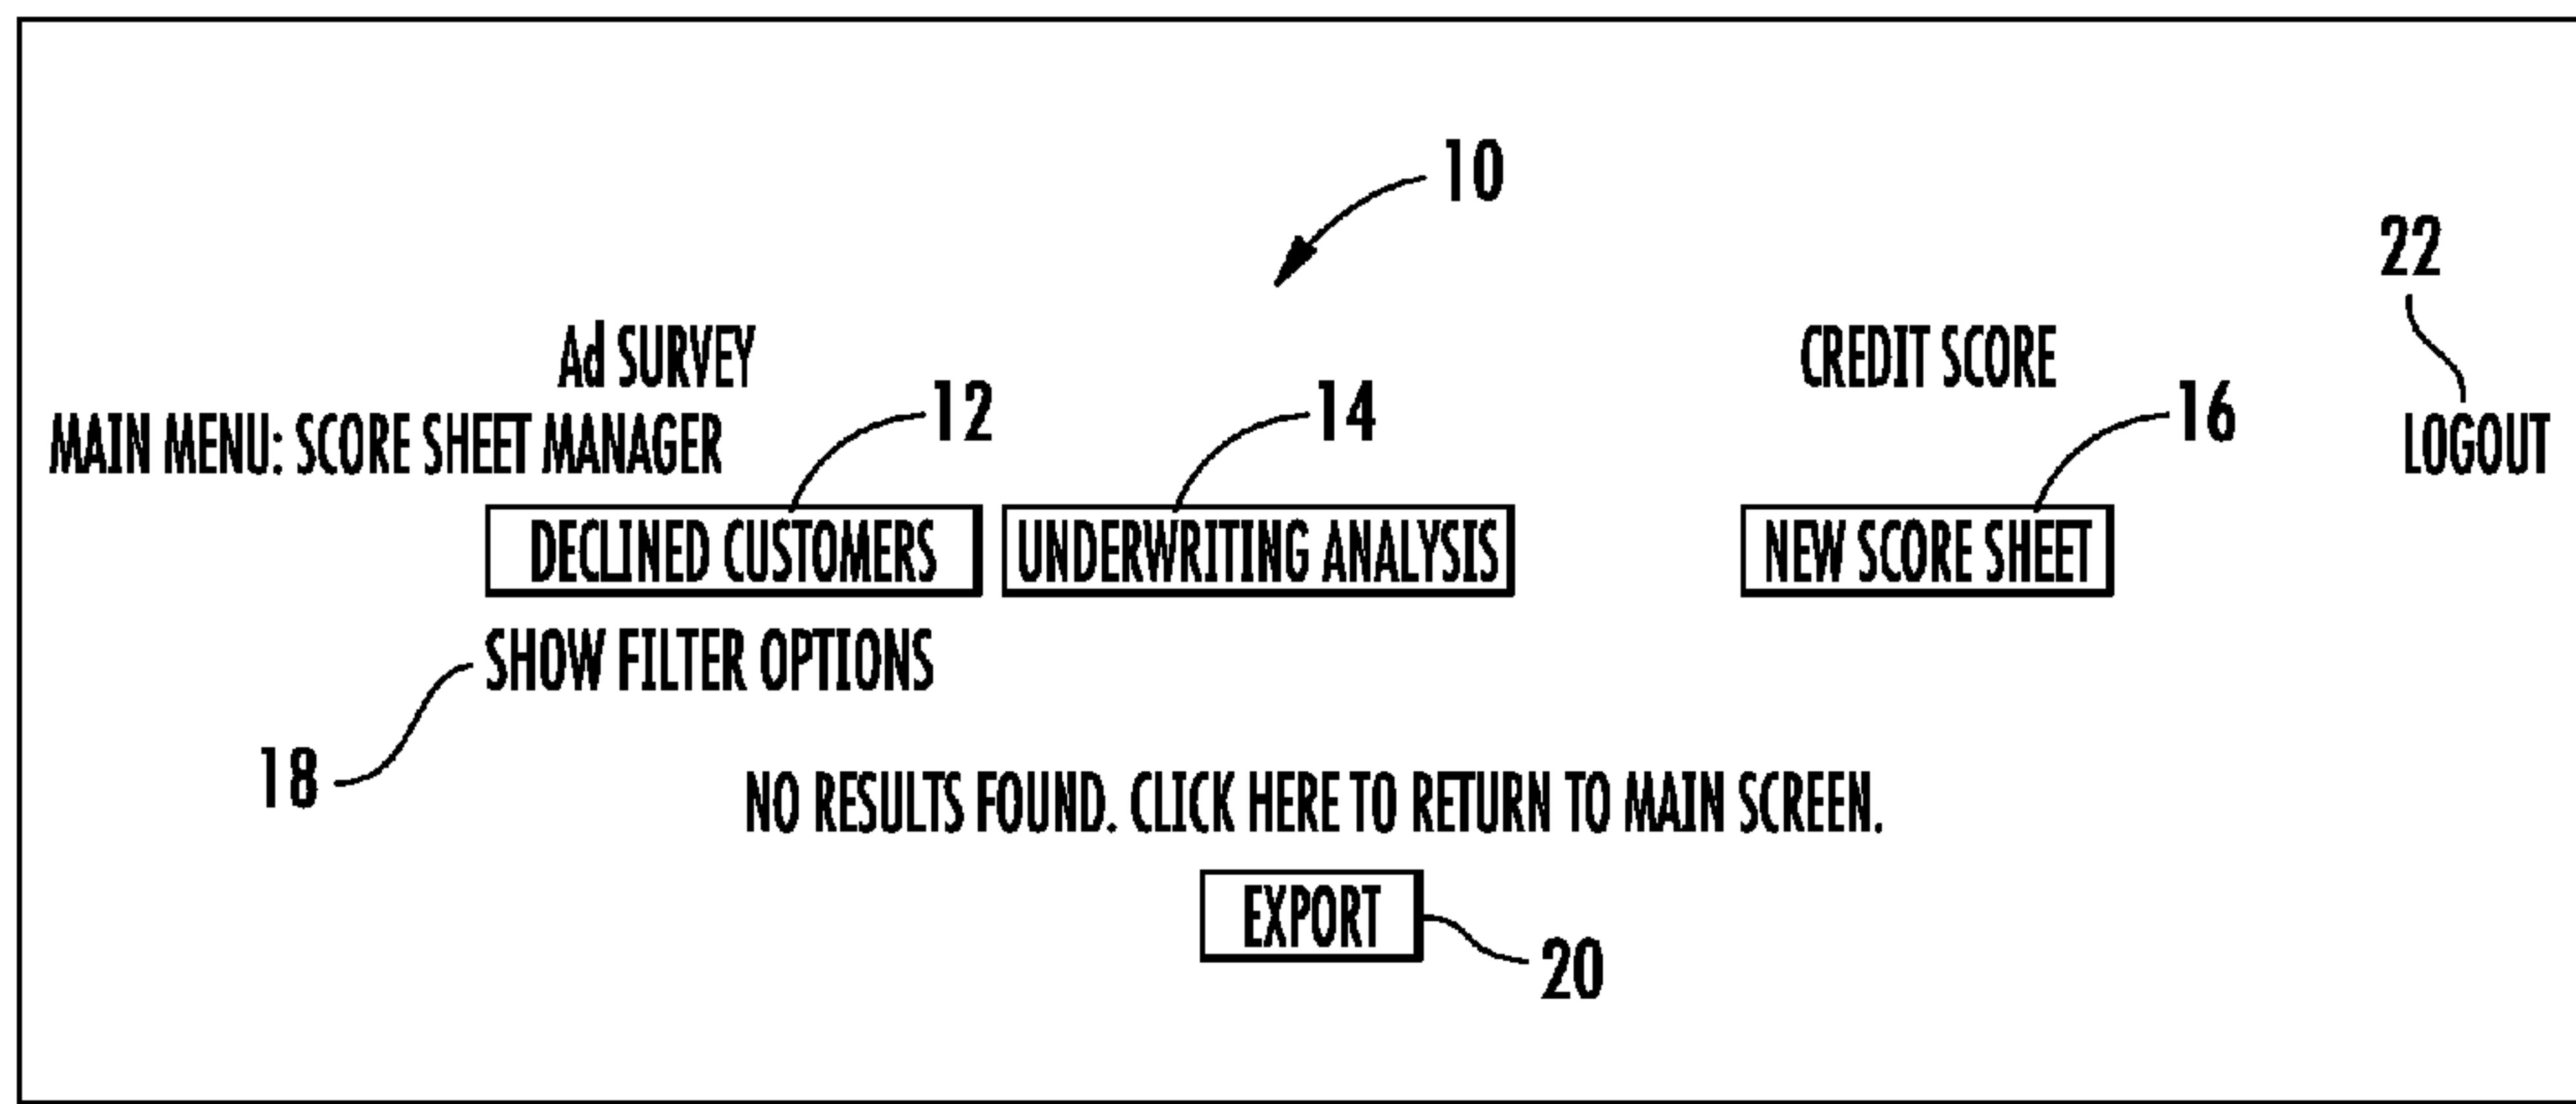 10
22
Ad SURVEY CREDIT SCORE
MAIN MENU: SCORE SHEET MANAGER 12 14 16 LOGOUT
DECLINED CUSTOMERS UNDERWRITING ANALYSIS NEW SCORE SHEET
SHOW FILTER OPTIONS
18 NO RESULTS FOUND. CLICK HERE TO RETURN TO MAIN SCREEN.
EXPORT
20